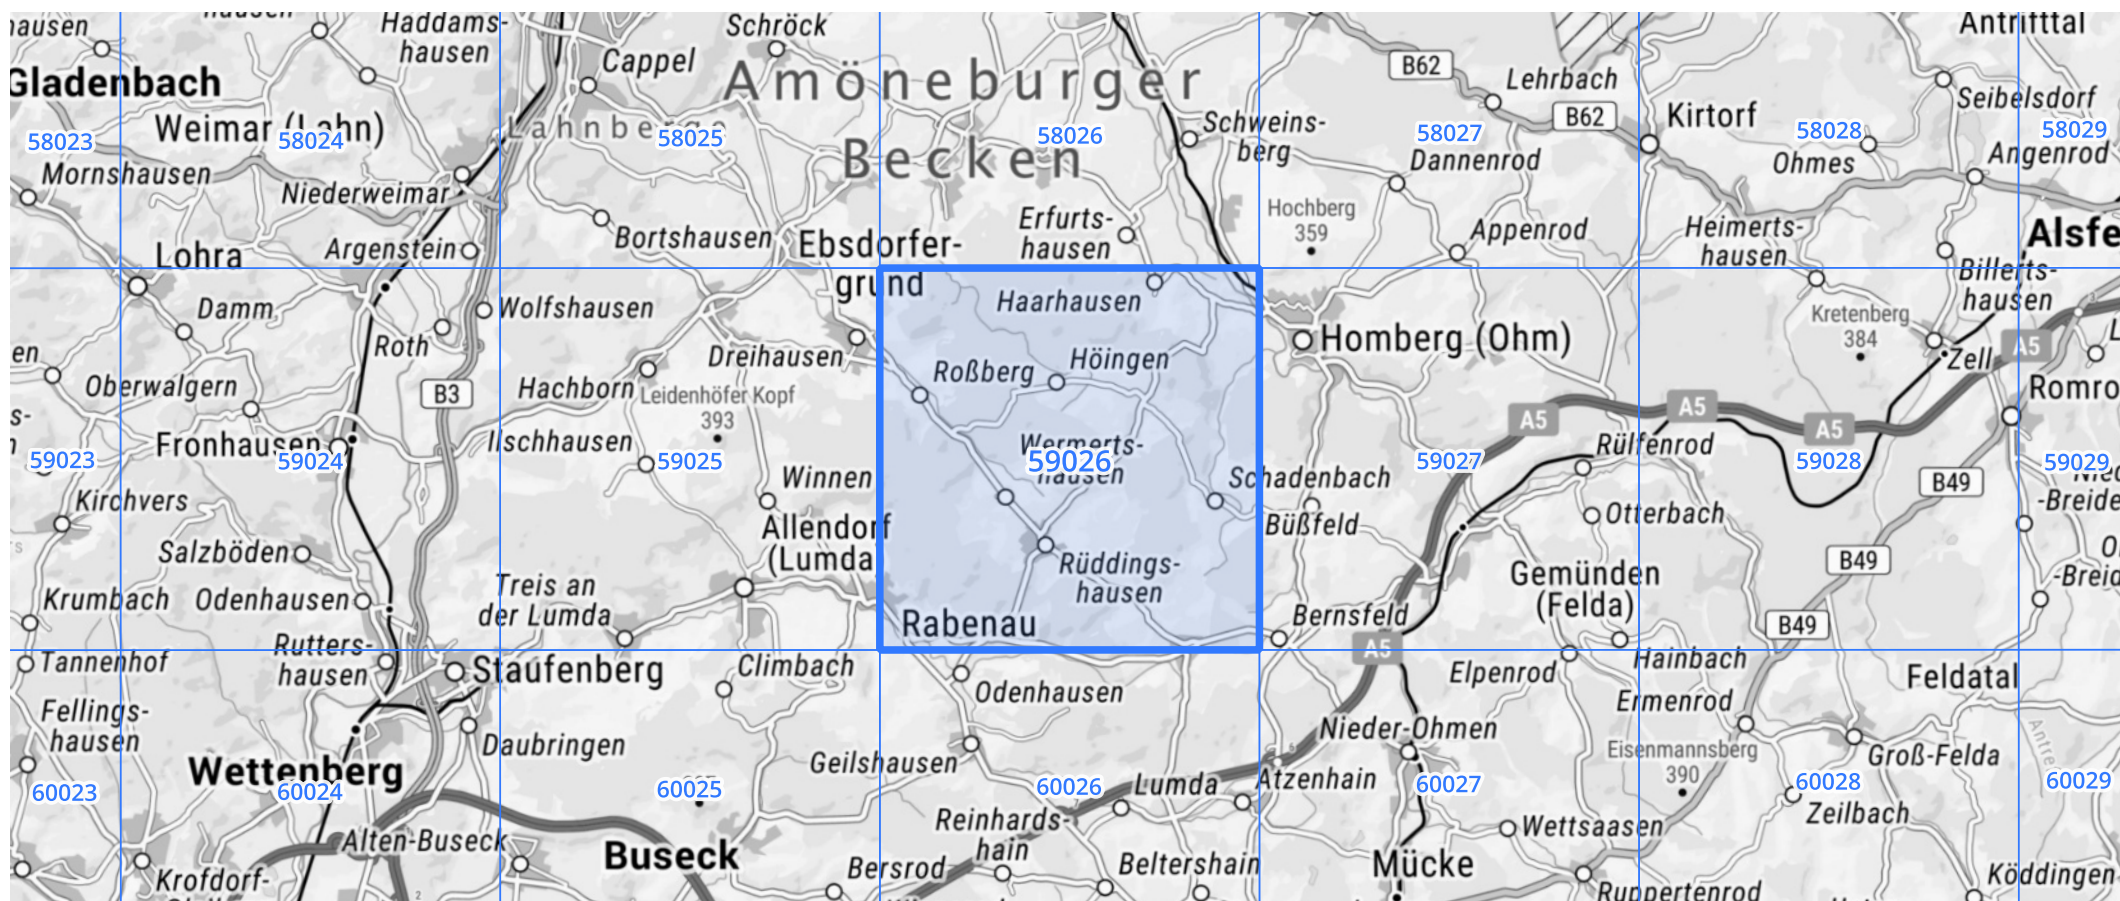 Haddams-
hausen
Schröck
Cappel
Antrifttal
Gladenbach
Amöneburger
Becken
B62
Lehrbach
B62
Kirtorf
Seibelsdorf
Weimar (Lahn)
Lahnberge
Schweins-
berg
58023
58024
58025
58026
58027
58028
58029
Dannenrod
Ohmes
Angenrod
Mornshausen
Niederweimar
Hochberg
359
Erfurts-
hausen
Appenrod
Heimerts-
hausen
Alsfe
Argenstein
Bortshausen
Ebsdorfer-
grund
Lohra
Billerts-
hausen
Damm
Wolfshausen
Haarhausen
Homberg (Ohm)
Kretenberg
384
Roth
Dreihausen
Höingen
Roßberg
Zell
A5
Oberwalgern
B3
Hachborn
Leidenhöfer Kopf
393
A5
A5
A5
Romro
Fronhausen
Ilschhausen
Wermerts-
hausen
Rülfenrod
59023
59024
59025
59026
59027
59028
59029
Winnen
Schadenbach
B49
Kirchvers
Allendorf
(Lumda)
Büßfeld
Otterbach
-Breide
Salzböden
Rüddings-
hausen
Gemünden
(Felda)
B49
-Breid
Krumbach
Odenhausen
Treis an
der Lumda
Rabenau
Bernsfeld
B49
A5
Tannenhof
Rutters-
hausen
Staufenberg
Climbach
Odenhausen
Elpenrod
Hainbach
Ermenrod
Feldatal
Fellings-
hausen
Daubringen
Geilshausen
Nieder-Ohmen
Eisenmannsberg
390
Groß-Felda
Wettenberg
60023
60024
60025
60026
60027
60028
60029
Lumda
Atzenhain
Zeilbach
Alten-Buseck
Reinhards-
hain
Wettsaasen
Buseck
Bersrod
Beltershain
Mücke
Krofdorf-
Ruppertenrod
Köddingen